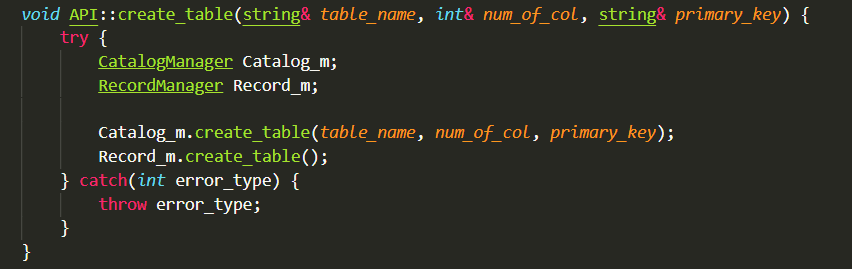 void API::create_table(string& table_name, int& num_of_col, string& primary_key) {
try {
CatalogManager Catalog_m;
RecordManager Record_m;
Catalog_m.create_table(table_name, num_of_col, primary_key);
Record_m.create_table();
} catch(int error_type) {
throw error_type;
}
}